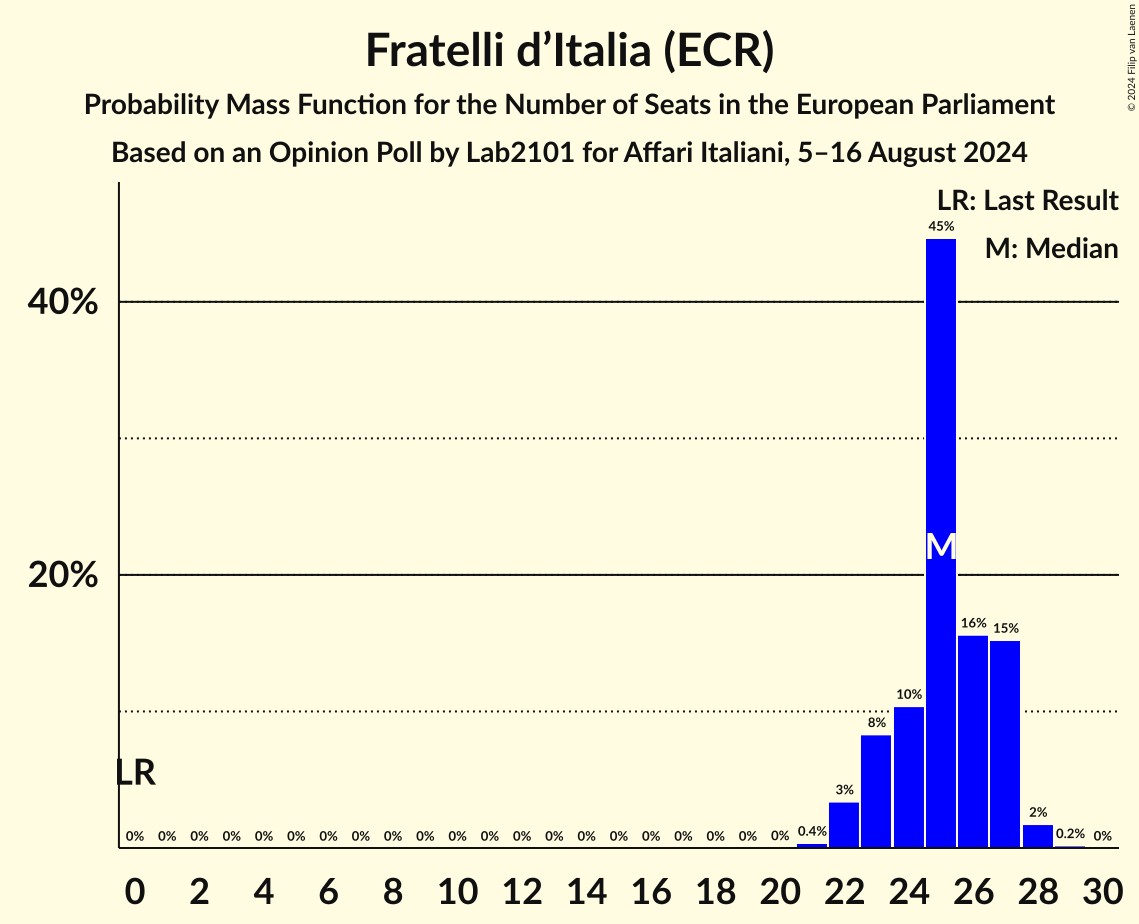 Fratelli d’Italia (ECR)
Probability Mass Function for the Number of Seats in the European Parliament
Based on an Opinion Poll by Lab2101 for Affari Italiani, 5–16 August 2024
© 2024 Filip van Laenen
LR: Last Result
M: Median
45%
40%
M
20%
16%
15%
10%
8%
LR
3%
2%
0% 0% 0% 0% 0% 0% 0% 0% 0% 0% 0% 0% 0% 0% 0% 0% 0% 0% 0% 0% 0% 0.4% 0.2% 0%
0 2 4 6 8 10 12 14 16 18 20 22 24 26 28 30